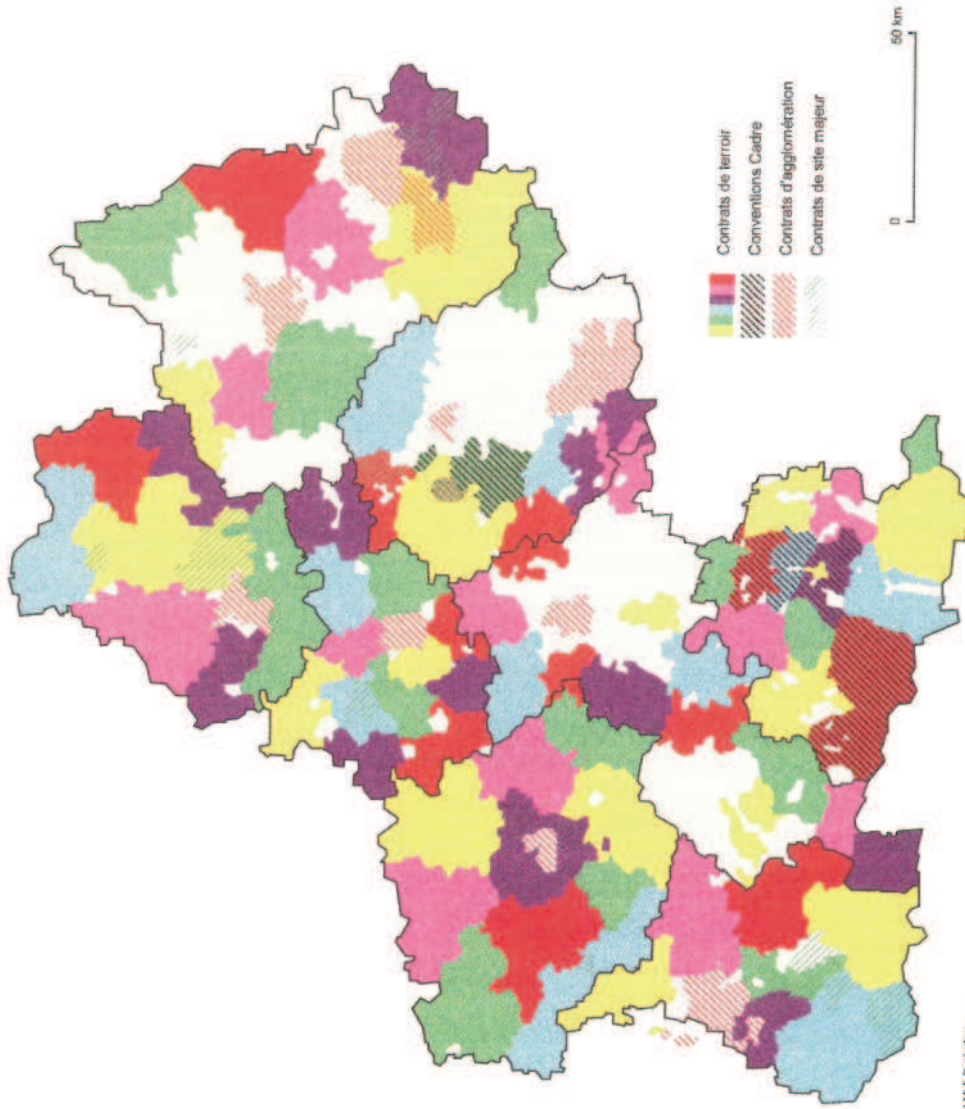 Contrats de terroir
Conventions Cadre
Contrats d'agglomération
Contrats de site majeur
0 50 km